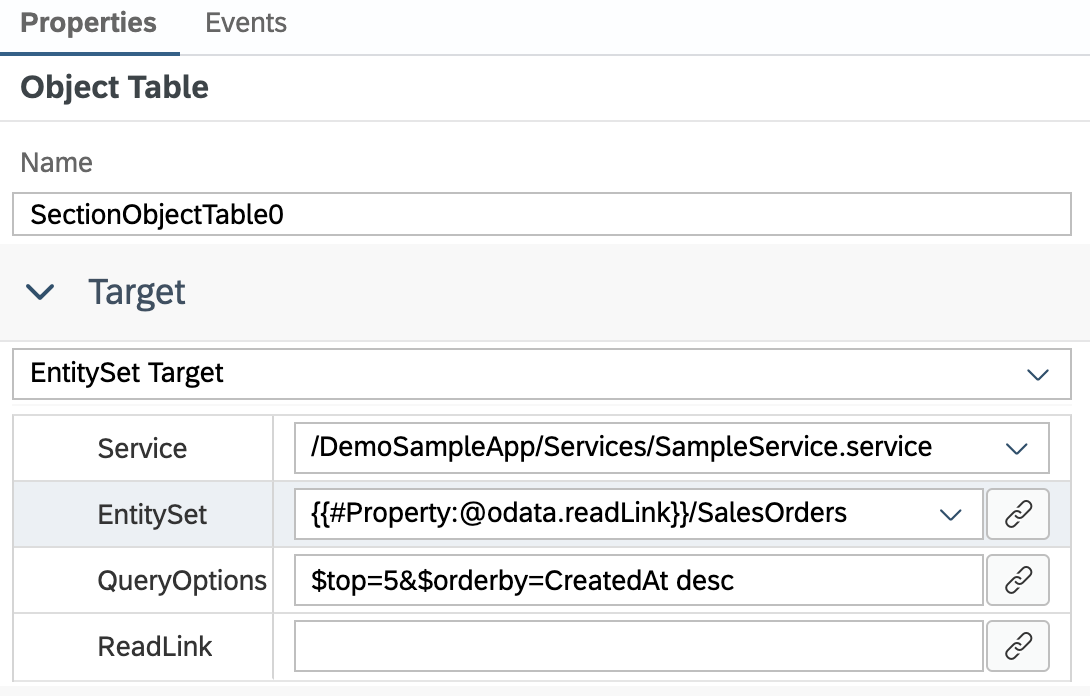 Properties Events
Object Table
Name
SectionObjectTable0
Target
EntitySet Target
Service /DemoSampleApp/Services/SampleService.service
EntitySet {{#Property:@odata.readLink}}/SalesOrders
QueryOptions $top=5&$orderby=CreatedAt desc
ReadLink